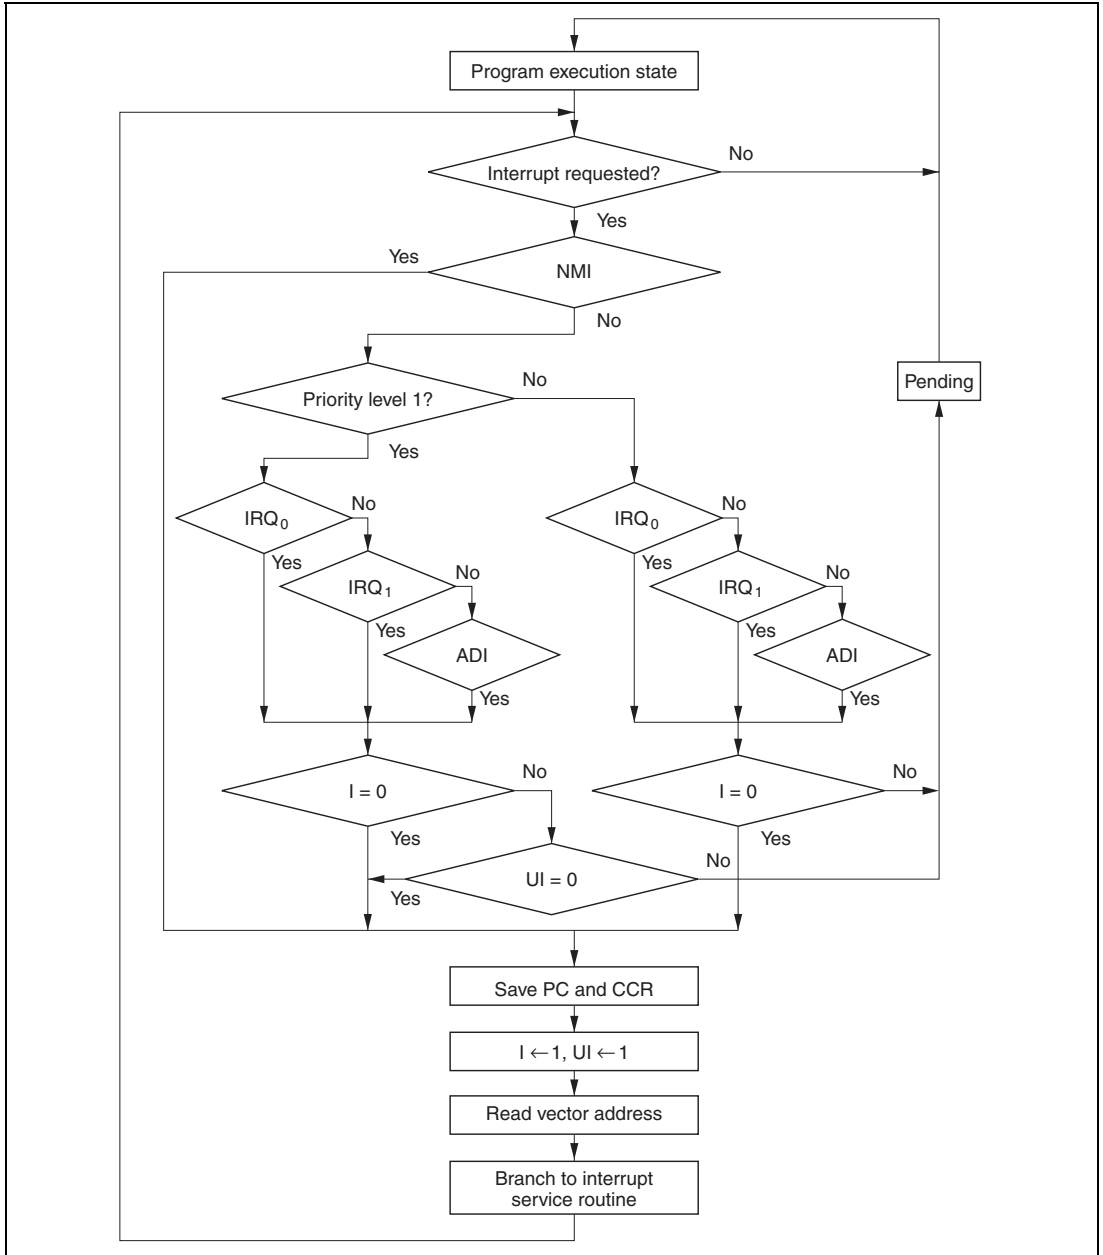 Program execution state
Interrupt requested?
No
Yes
Yes
NMI
No
Pending
Priority level 1?
No
Yes
IRQ0
No
Yes
IRQ1
No
Yes
ADI
Yes
IRQ0
No
Yes
IRQ1
No
Yes
ADI
Yes
I = 0
No
Yes
I = 0
No
Yes
UI = 0
No
Yes
Save PC and CCR
I ← 1, UI ← 1
Read vector address
Branch to interrupt
service routine